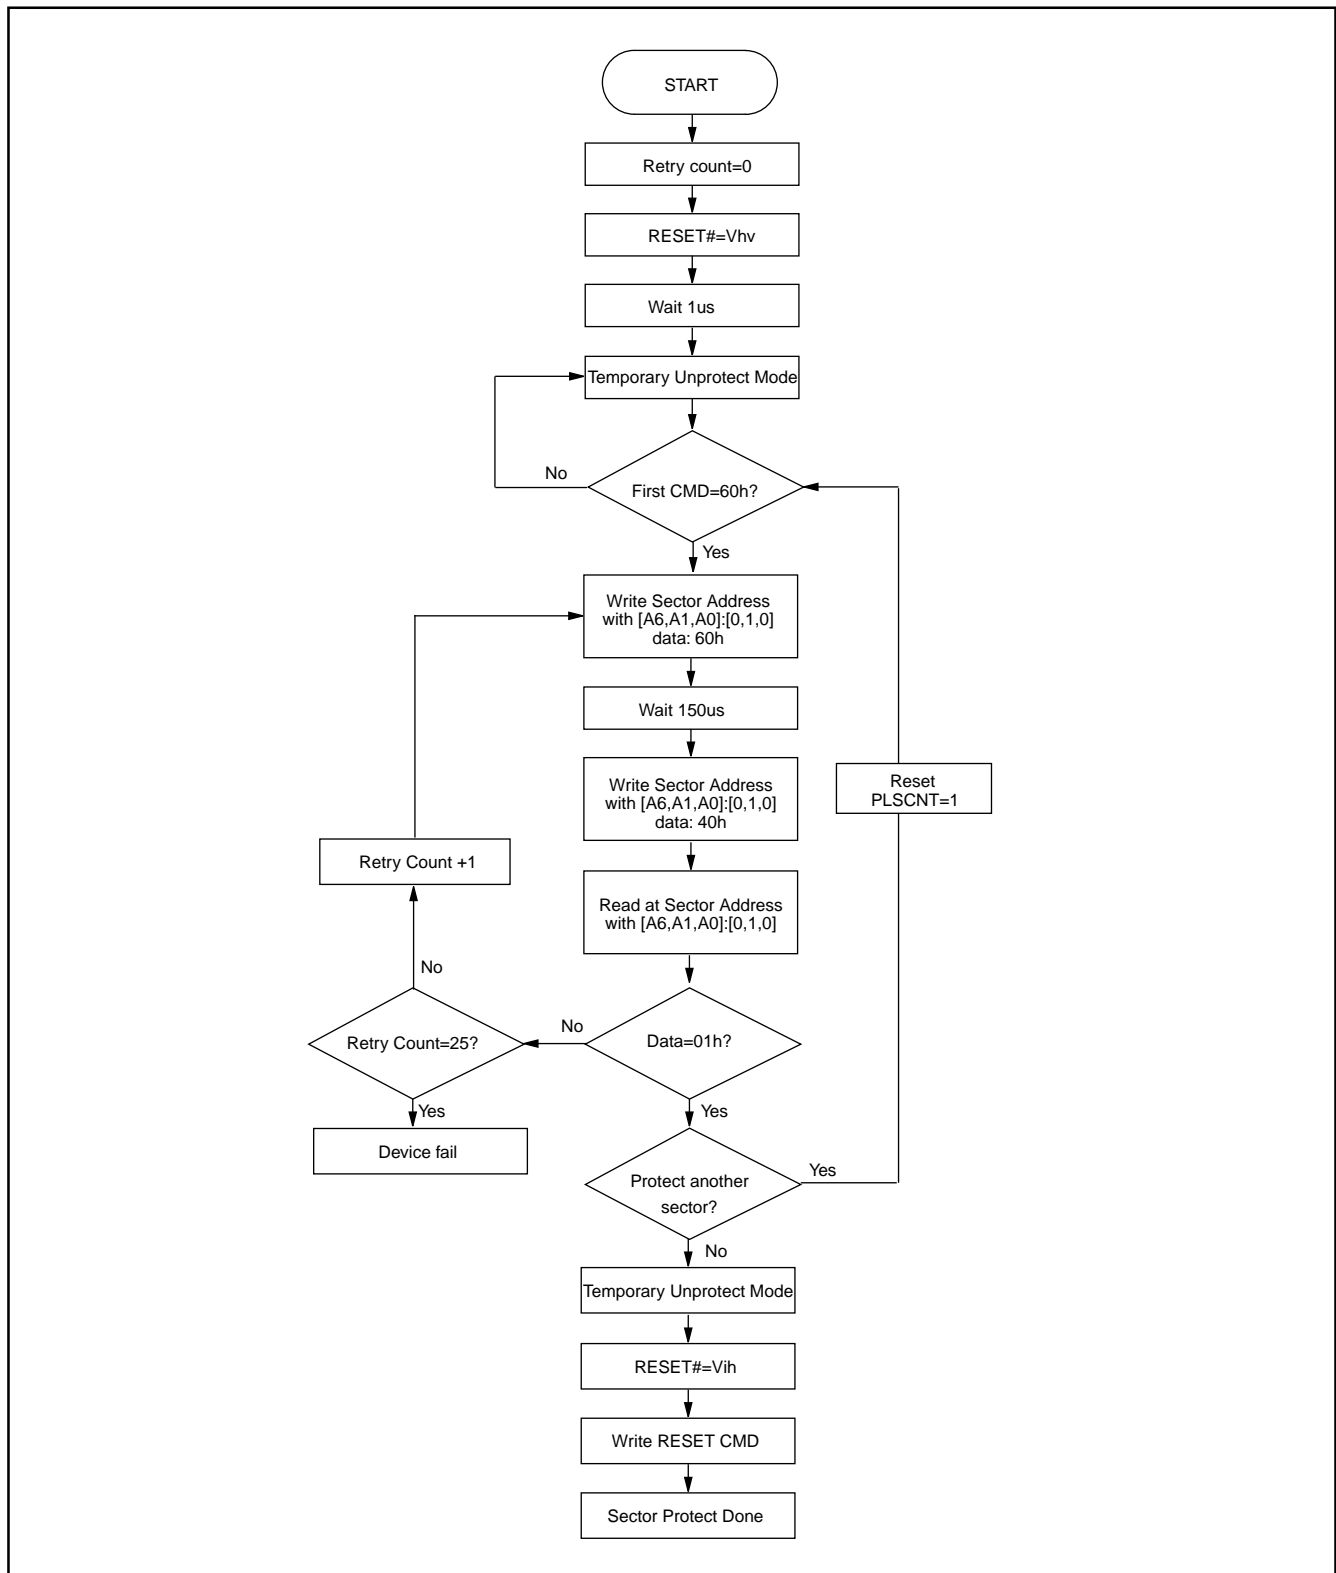 START
Retry count=0
RESET#=Vhv
Wait 1us
Temporary Unprotect Mode
No
First CMD=60h?
Yes
Write Sector Address
with [A6,A1,A0]:[0,1,0]
data: 60h
Wait 150us
Write Sector Address
with [A6,A1,A0]:[0,1,0]
data: 40h
Reset
PLSCNT=1
Retry Count +1
Read at Sector Address
with [A6,A1,A0]:[0,1,0]
No
No
Retry Count=25?
Data=01h?
Yes
Yes
Device fail
Protect another
sector?
Yes
No
Temporary Unprotect Mode
RESET#=Vih
Write RESET CMD
Sector Protect Done